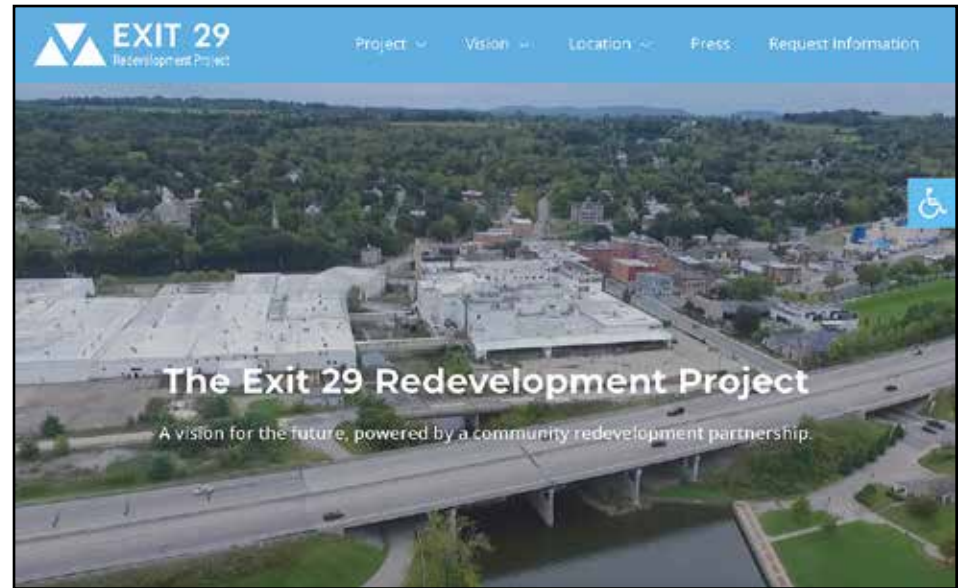 EXIT 29
Redevelopment Project
Project
Vision
Location
Press
Request Information
The Exit 29 Redevelopment Project
A vision for the future, powered by a community redevelopment partnership.